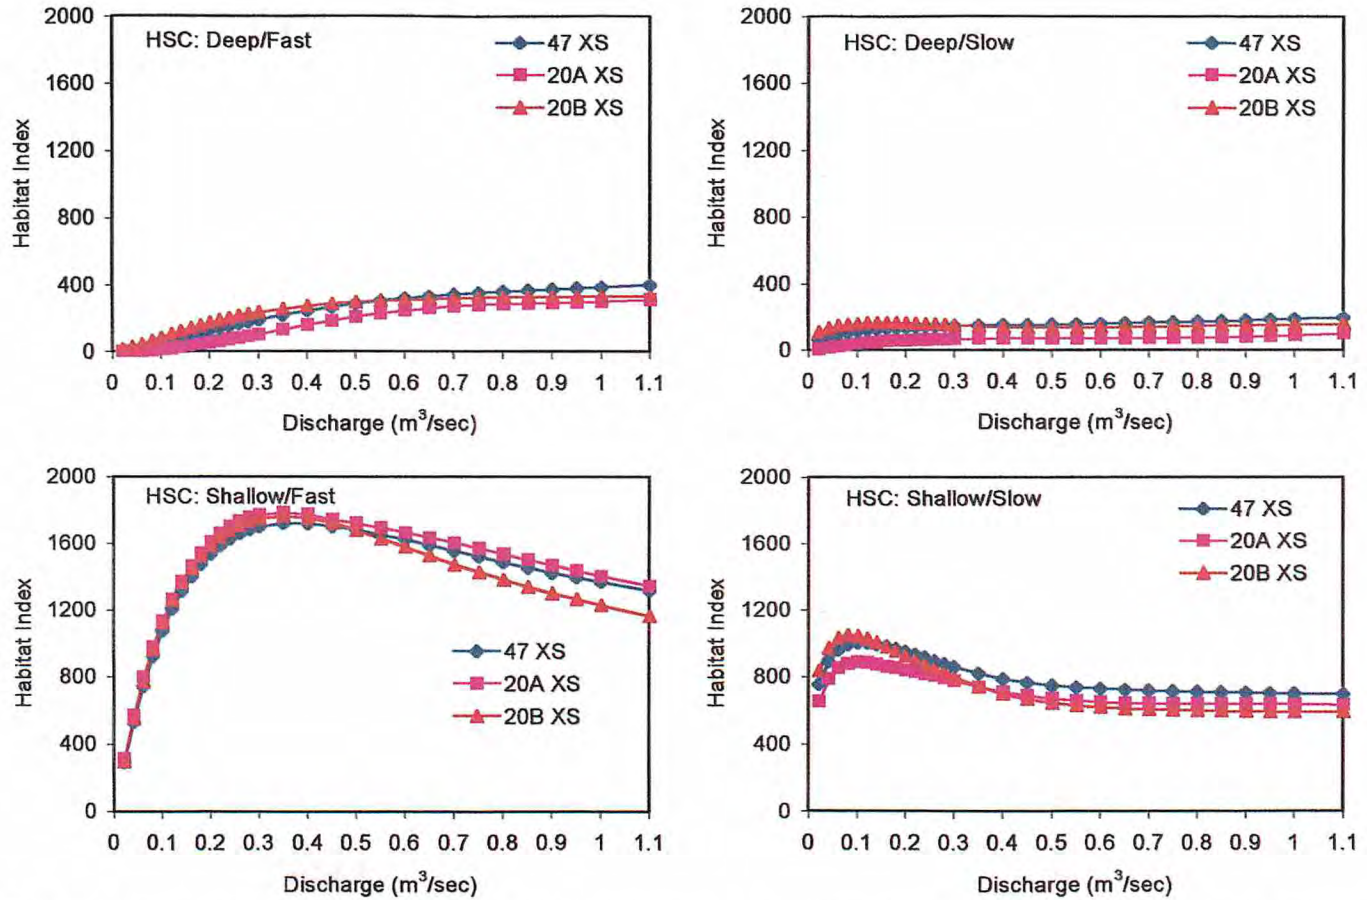 HSC: Deep/Fast
47 XS
20A XS
20B XS
2000
1600
1200
800
400
0
Habitat Index
0 0.1 0.2 0.3 0.4 0.5 0.6 0.7 0.8 0.9 1 1.1
Discharge (m³/sec)
HSC: Deep/Slow
47 XS
20A XS
20B XS
2000
1600
1200
800
400
0
Habitat Index
0 0.1 0.2 0.3 0.4 0.5 0.6 0.7 0.8 0.9 1 1.1
Discharge (m³/sec)
HSC: Shallow/Fast
2000
1600
1200
800
400
0
Habitat Index
47 XS
20A XS
20B XS
0 0.1 0.2 0.3 0.4 0.5 0.6 0.7 0.8 0.9 1 1.1
Discharge (m³/sec)
HSC: Shallow/Slow
47 XS
20A XS
20B XS
2000
1600
1200
800
400
0
Habitat Index
0 0.1 0.2 0.3 0.4 0.5 0.6 0.7 0.8 0.9 1 1.1
Discharge (m³/sec)